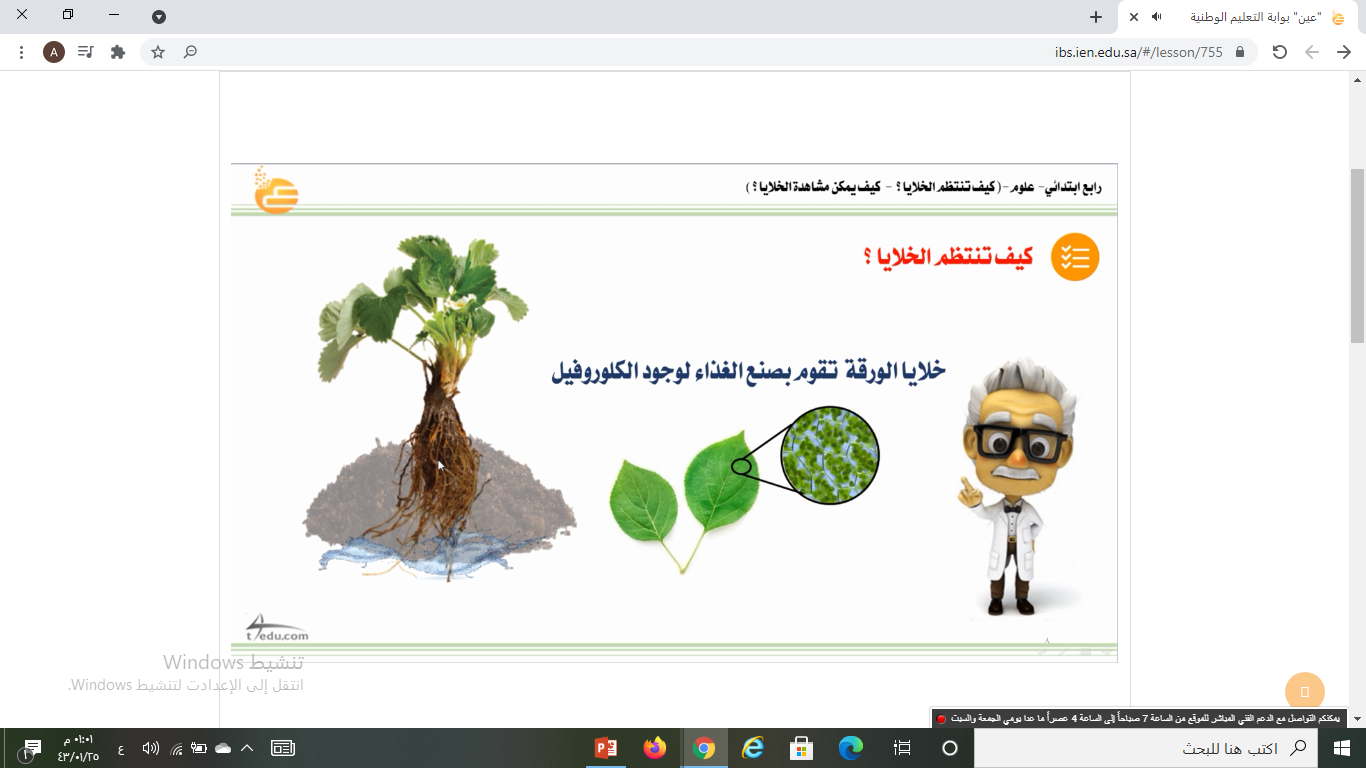 "عين" بوابة التعليم الوطنية
ibs.ien.edu.sa/#/lesson/755
A
رابع ابتدائي- علوم-( كيف تنتظم الخلايا ؟ - كيف يمكن مشاهدة الخلايا ؟ )
كيف تنتظم الخلايا ؟
خلايا الورقة تقوم بصنع الغذاء لوجود الكلوروفيل
t4edu.com
تنشيط Windows
انتقل إلى الإعدادت لتنشيط Windows.
يمكنكم التواصل مع الدعم الفني المباشر للموقع من الساعة 7 صباحاً إلى الساعة 4 عصراً ما عدا يومي الجمعة والسبت
اكتب هنا للبحث
ع
٠١:٠١ م
٤٣/٠١/٢٥
١